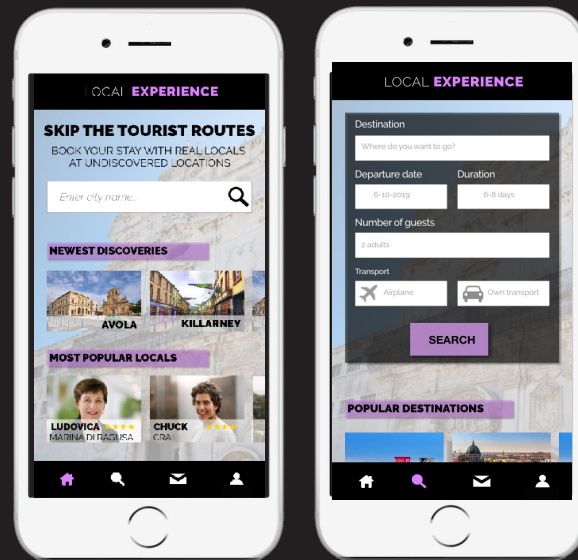 LOCAL EXPERIENCE
SKIP THE TOURIST ROUTES
BOOK YOUR STAY WITH REAL LOCALS
AT UNDISCOVERED LOCATIONS
Enter city name..
NEWEST DISCOVERIES
AVOLA
KILLARNEY
MOST POPULAR LOCALS
LUDOVICA ★★★★
MARINA DI RAGUSA
CHUCK ★★★★
LOCAL EXPERIENCE
Destination
Where do you want to go?
Departure date
Duration
6-10-2019
6-8 days
Number of guests
2 adults
Transport
Airplane
Own transport
SEARCH
POPULAR DESTINATIONS